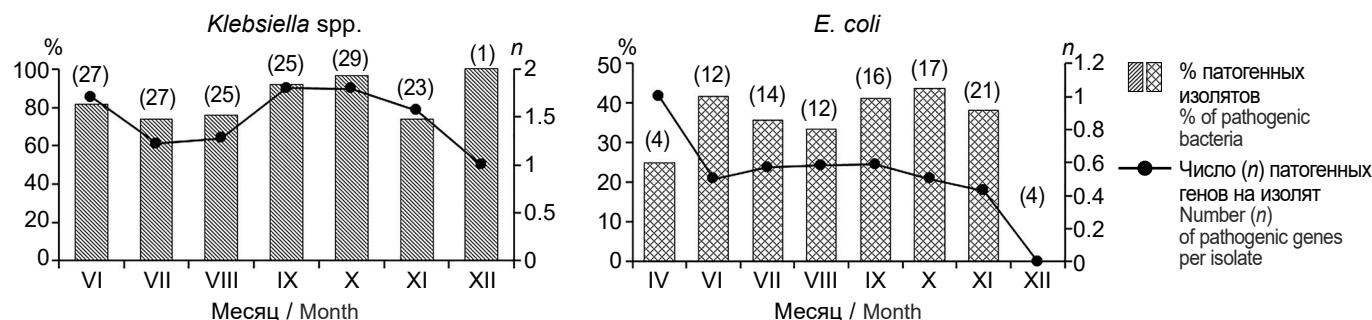 Klebsiella spp.
% n
(27) (27) (25) (25) (29) (23) (1)
100 2
80 1.5
60
40 1
20 0.5
0 0
VI VII VIII IX X XI XII
Месяц / Month
E. coli
% n
(4) (12) (14) (12) (16) (17) (21) (4)
50 1.2
40 1
30 0.8
20 0.6
10 0.4
0 0.2
0
IV VI VII VIII IX X XI XII
Месяц / Month
% патогенных
изолятов
% of pathogenic
bacteria
Число (n) патогенных
генов на изолят
Number (n)
of pathogenic genes
per isolate